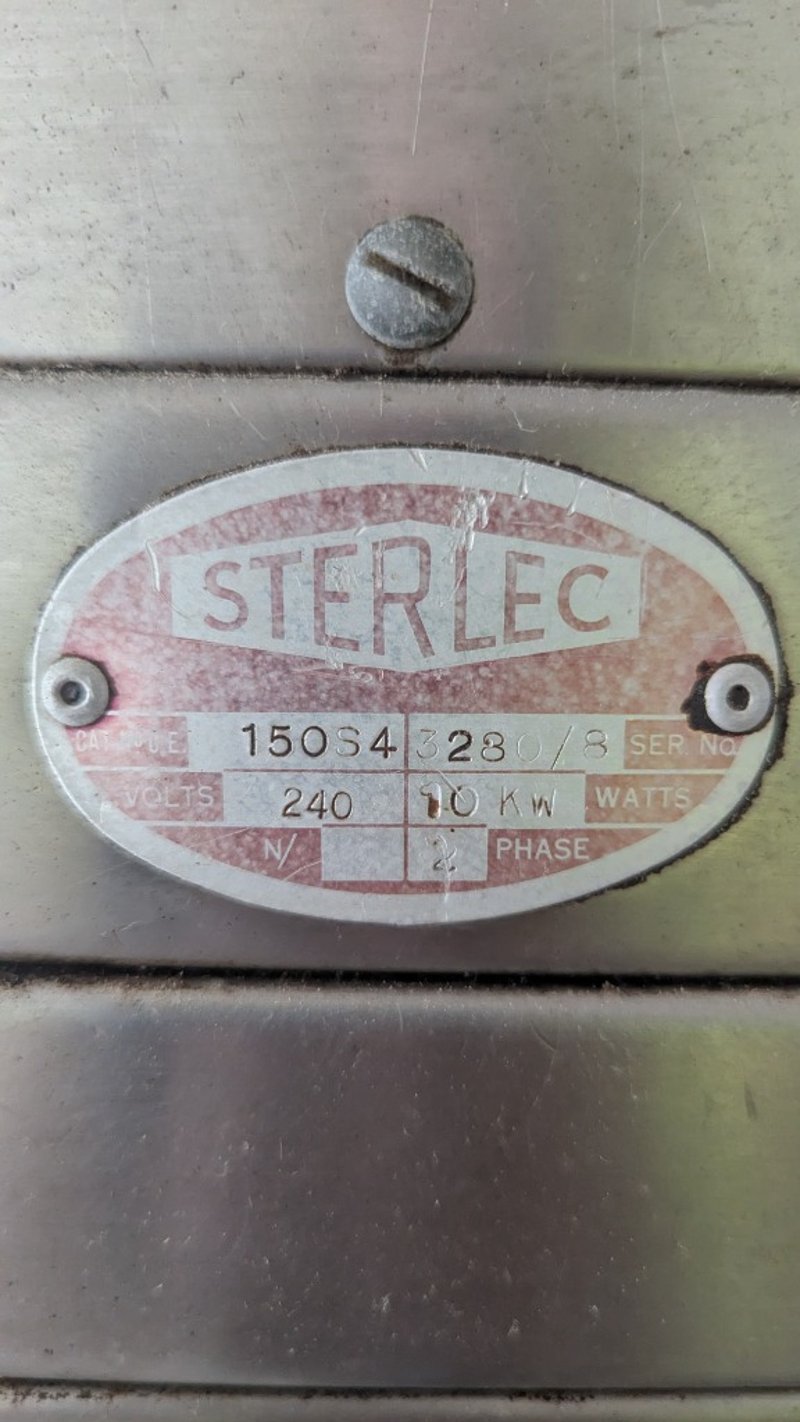 STERLEC
150S4 3280/8 SER. No.
VOLTS 240 10 KW WATTS
N/ 2 PHASE